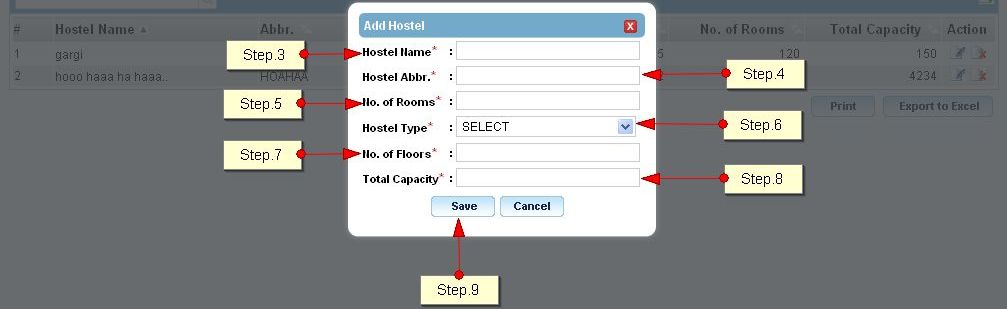 Add Hostel X
# Hostel Name Abbr. No. of Rooms Total Capacity Action
1 gargi 5 120 150
2 hooo haaa ha haaa.. HOAHAA 4234
Print Export to Excel
Step.3 Hostel Name* :
Hostel Abbr.* : Step.4
Step.5 No. of Rooms* :
Hostel Type* : SELECT Step.6
Step.7 No. of Floors* :
Total Capacity* : Step.8
Save Cancel
Step.9